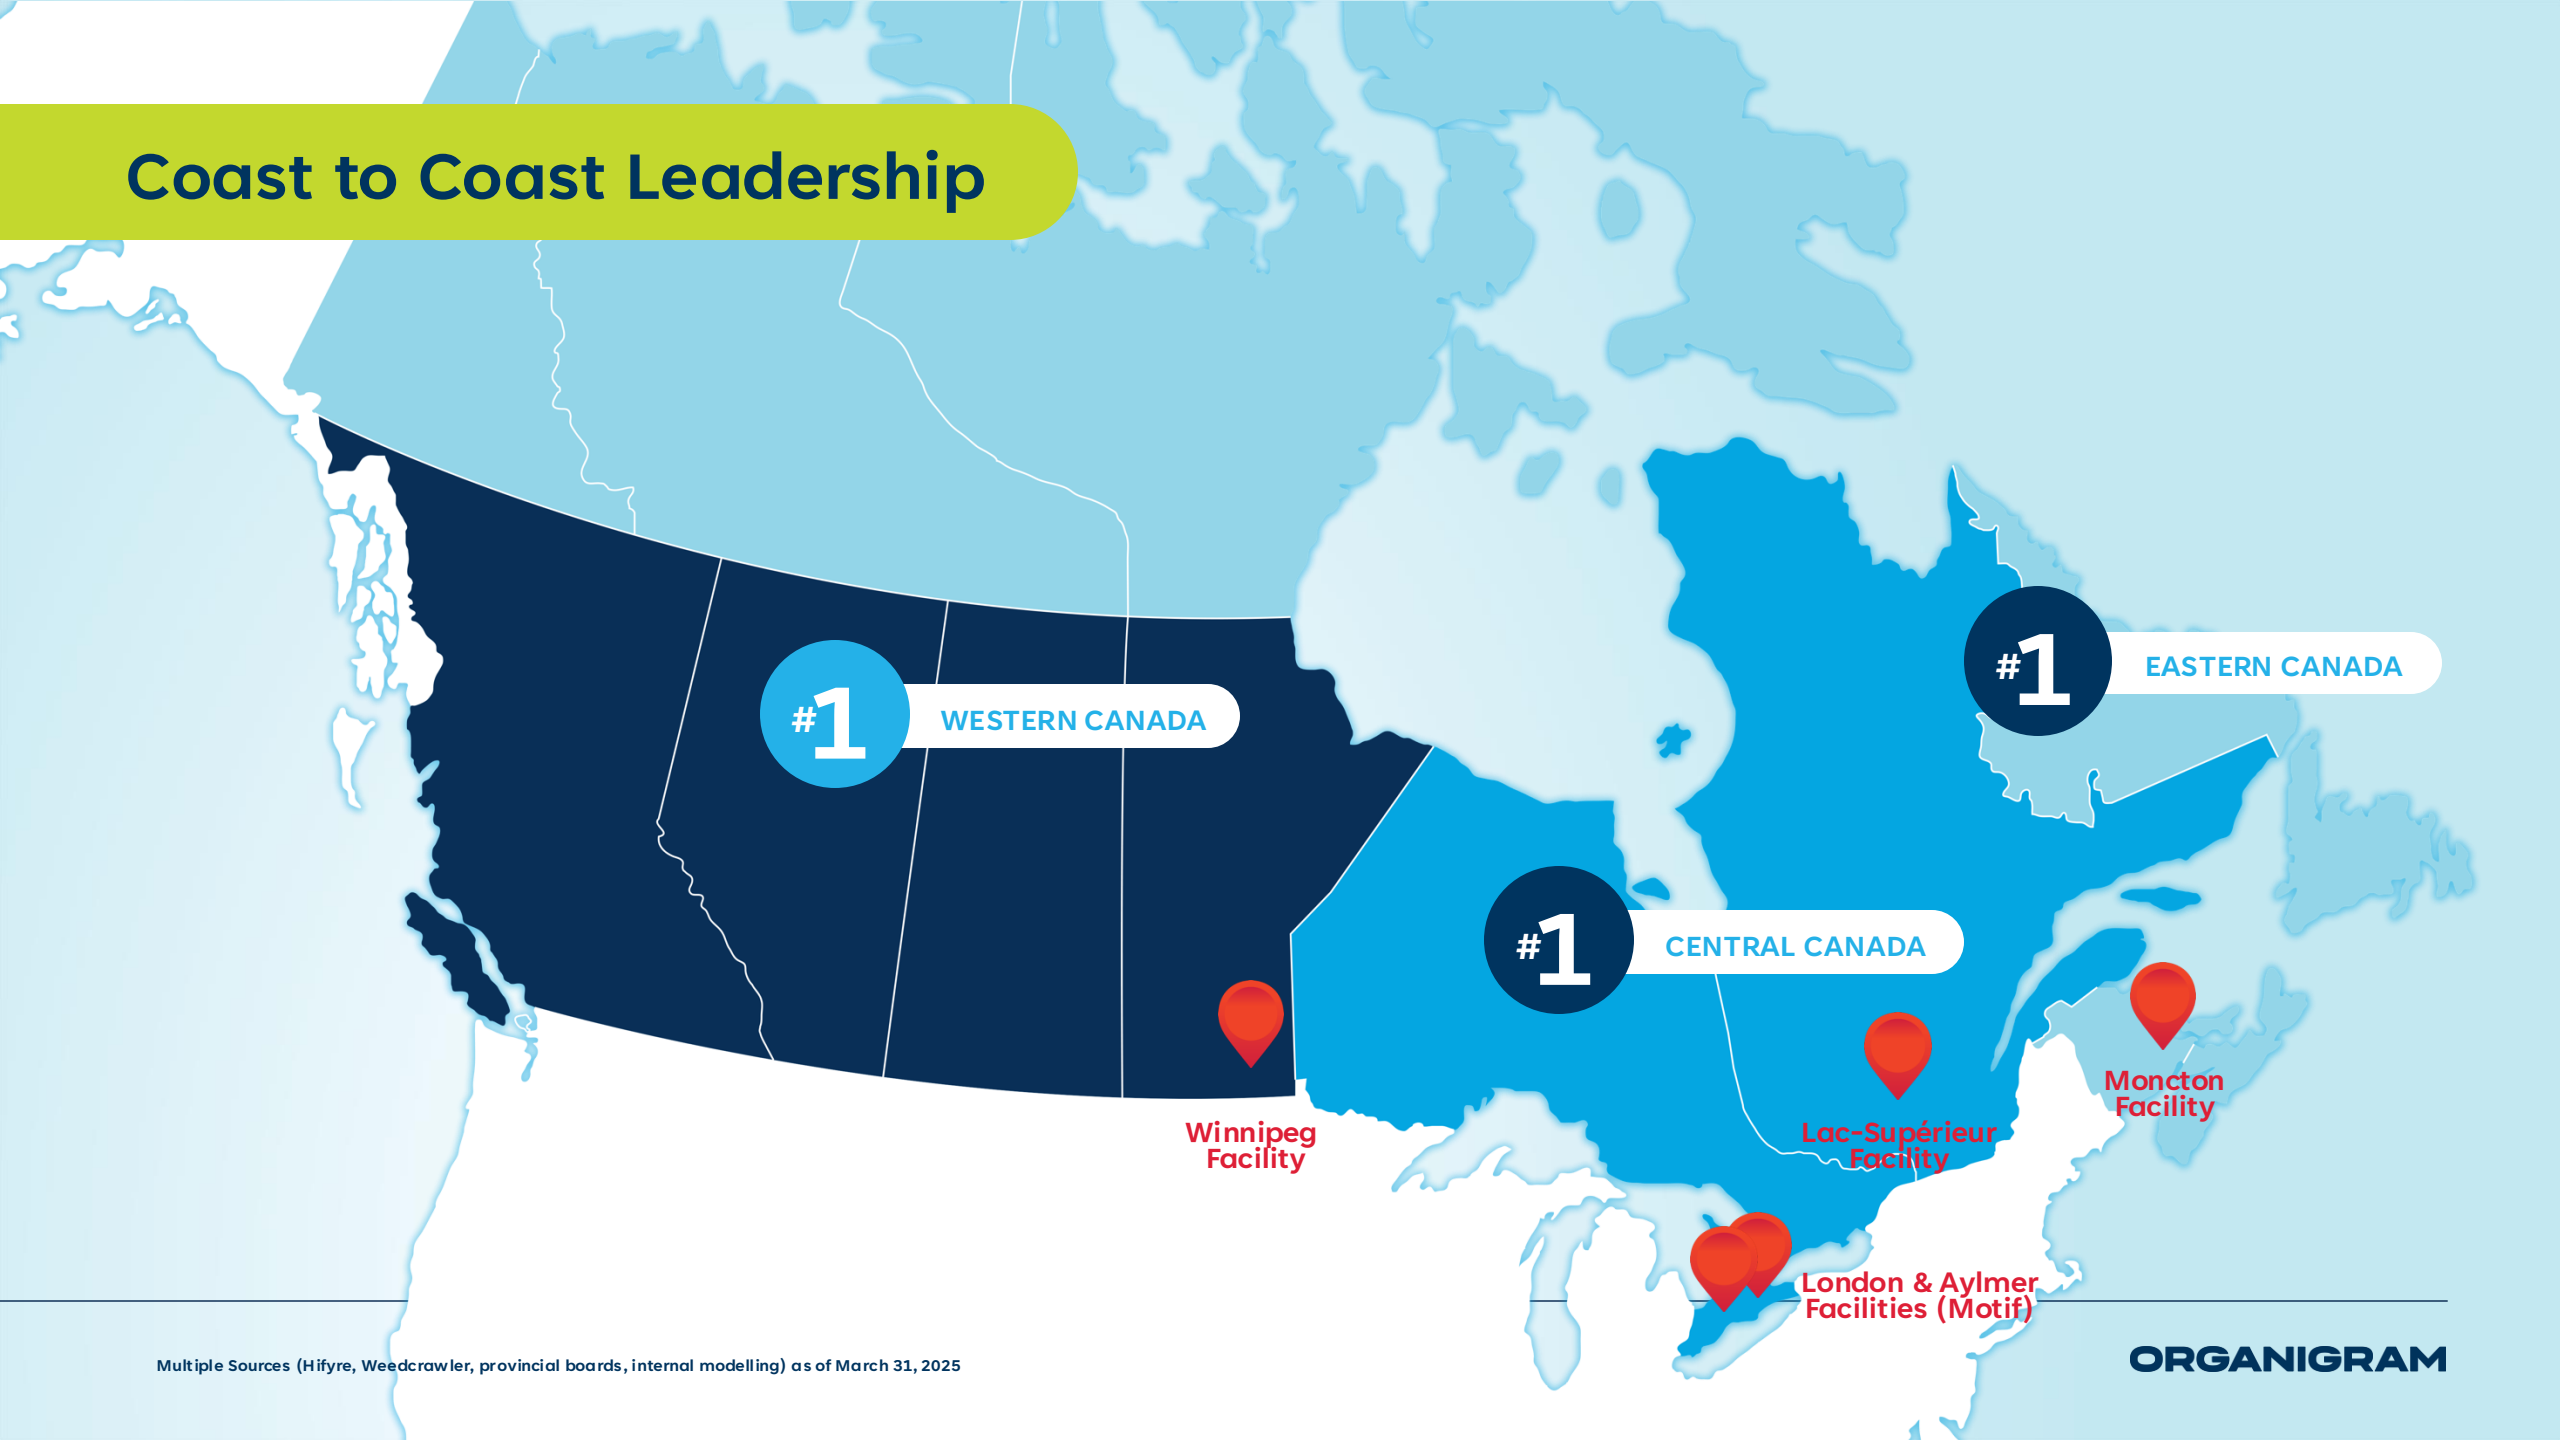 Coast to Coast Leadership
#1 EASTERN CANADA
#1 WESTERN CANADA
#1 CENTRAL CANADA
Moncton
Facility
Winnipeg
Facility
Lac-Supérieur
Facility
London & Aylmer
Facilities (Motif)
Multiple Sources (Hifyre, Weedcrawler, provincial boards, internal modelling) as of March 31, 2025
ORGANIGRAM